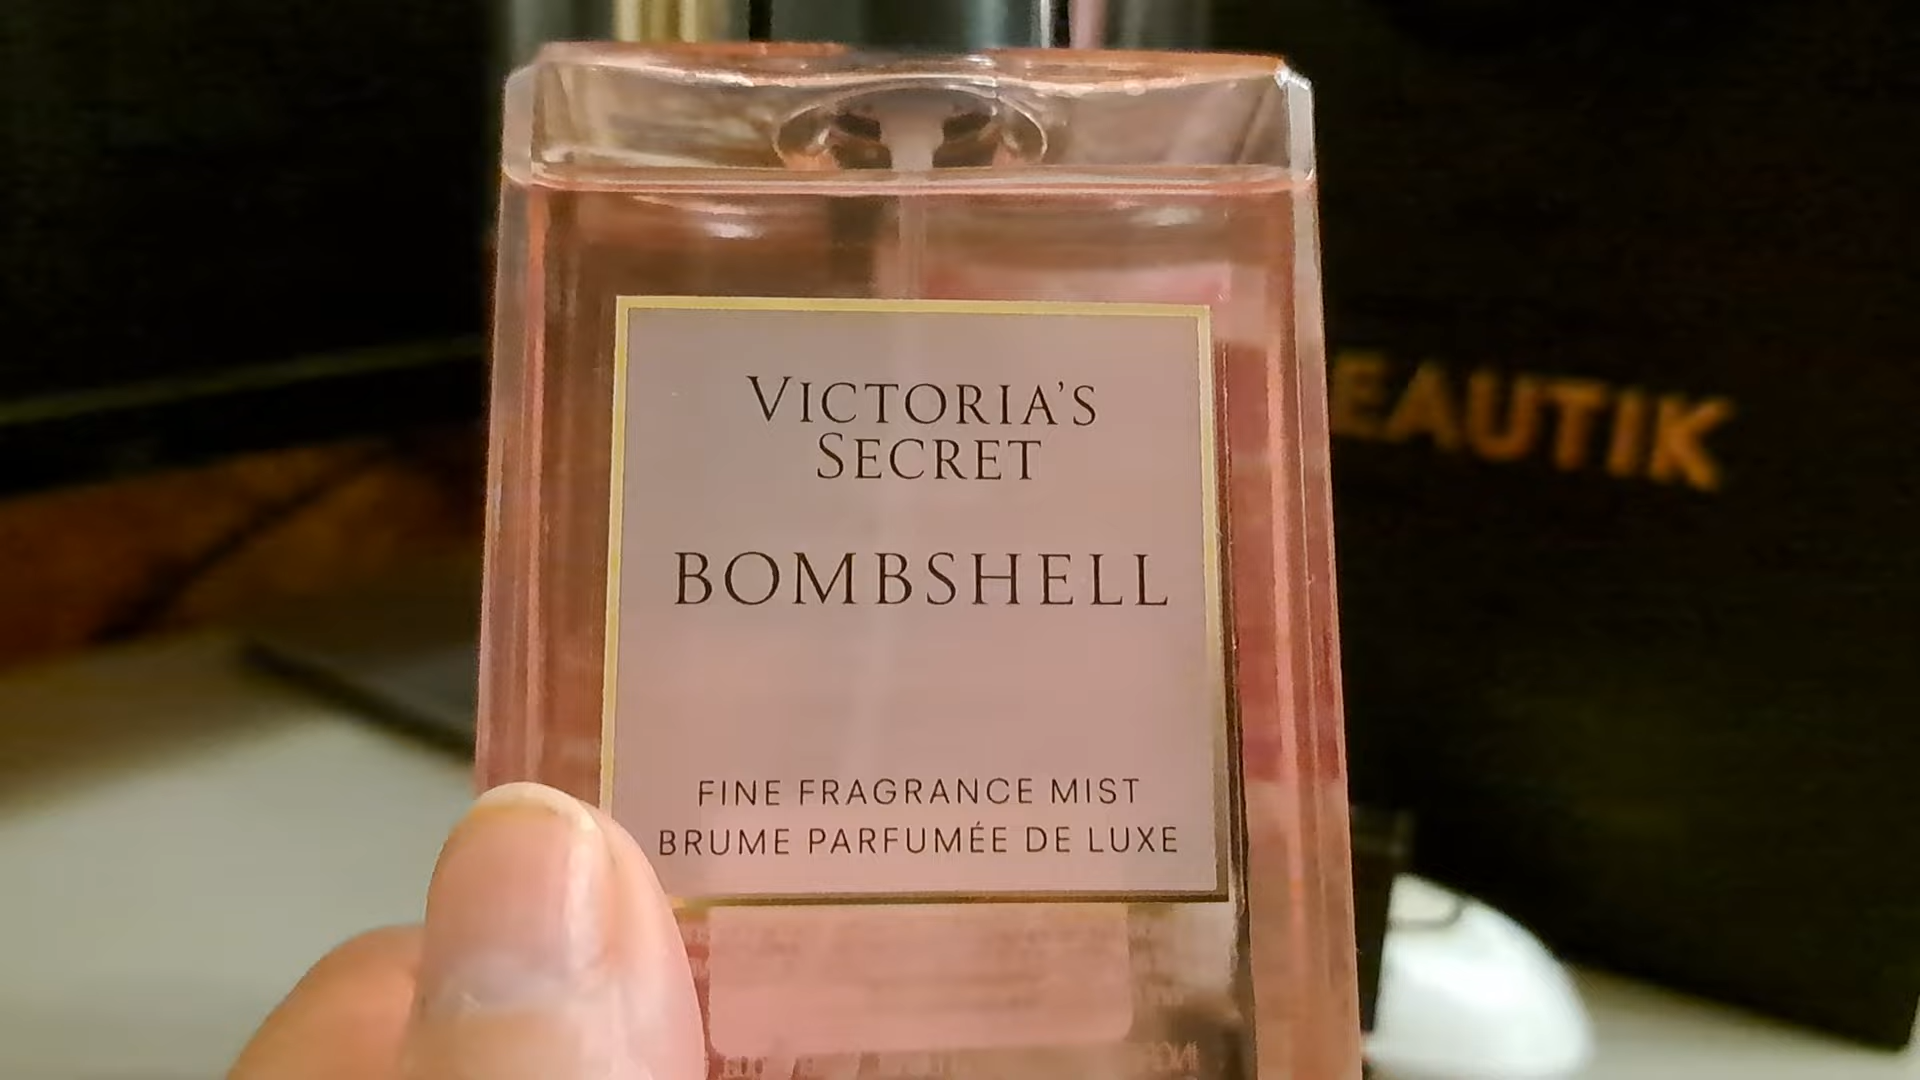 VICTORIA'S
SECRET
BOMBSHELL
FINE FRAGRANCE MIST
BRUME PARFUMÉE DE LUXE
EAUTIK